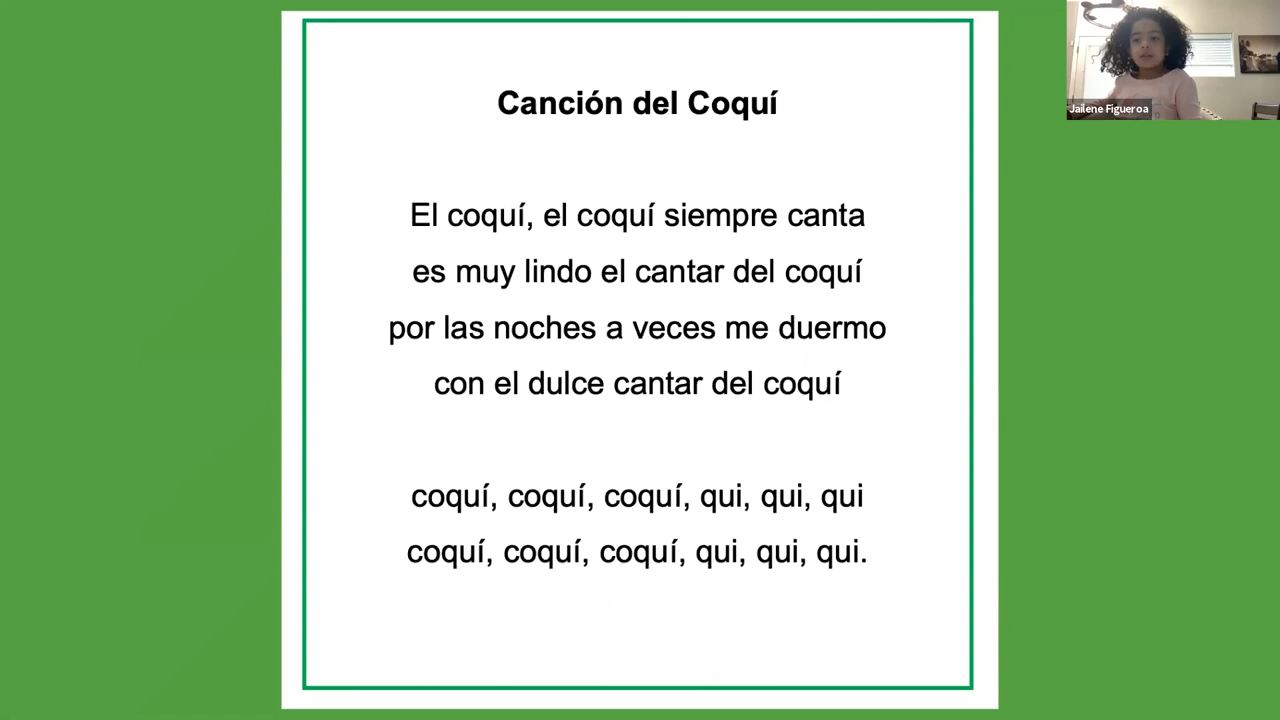 Canción del Coquí
El coquí, el coquí siempre canta
es muy lindo el cantar del coquí
por las noches a veces me duermo
con el dulce cantar del coquí
coquí, coquí, coquí, qui, qui, qui
coquí, coquí, coquí, qui, qui, qui.
Jailene Figueroa